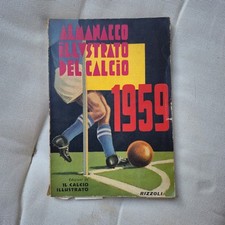 ALMANACCO
ILLUSTRATO
DEL CALCIO
1959
IL CALCIO
ILLUSTRATO
RIZZOLI